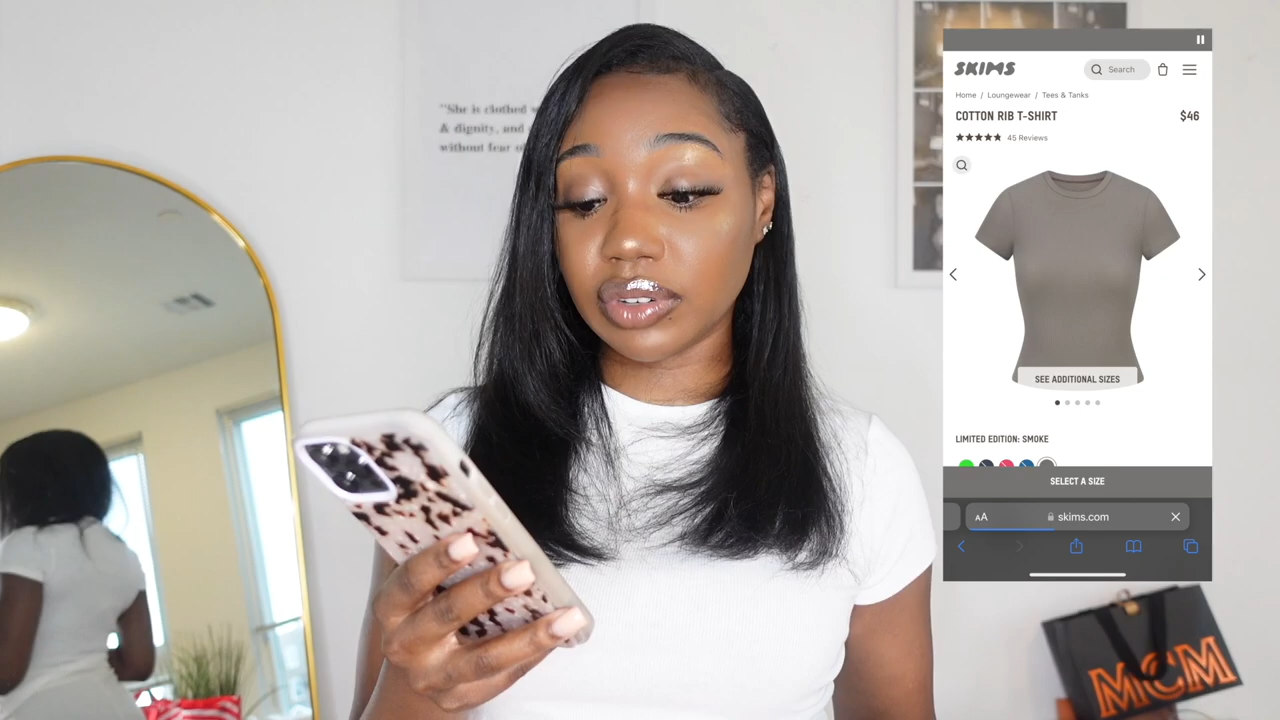 "She is clothed
& dignity, and
without fear
SKIMS
Search
Home / Loungewear / Tees & Tanks
COTTON RIB T-SHIRT
$46
45 Reviews
SEE ADDITIONAL SIZES
LIMITED EDITION: SMOKE
SELECT A SIZE
AA
skims.com
MCM